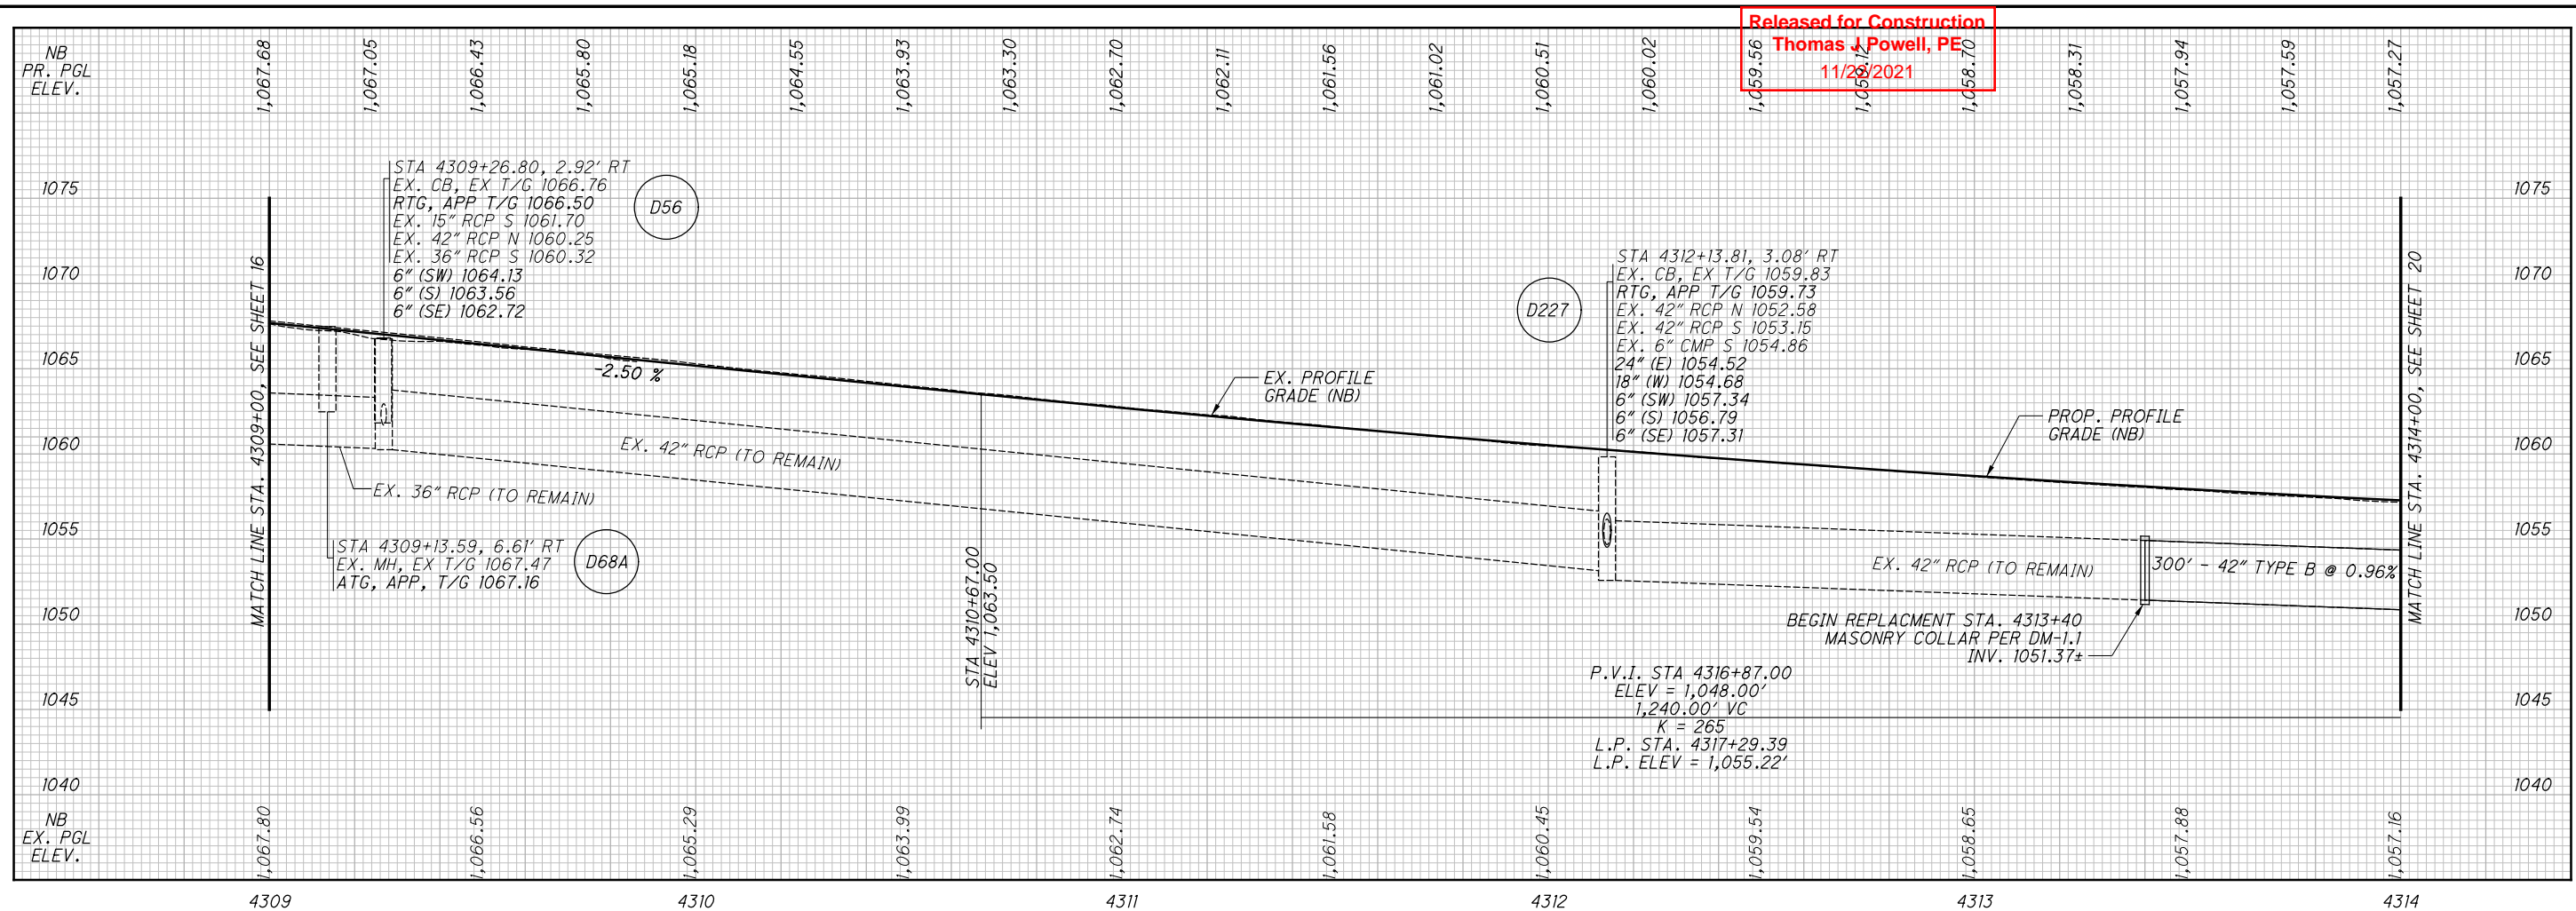 Released for Construction
Thomas J Powell, PE
11/22/2021
NB
PR. PGL
ELEV.
1,067.68
1,067.05
1,066.43
1,065.80
1,065.18
1,064.55
1,063.93
1,063.30
1,062.70
1,062.11
1,061.56
1,061.02
1,060.51
1,060.02
1,059.56
1,059.12
1,058.70
1,058.31
1,057.94
1,057.59
1,057.27
1075
1070
1065
1060
1055
1050
1045
1040
MATCH LINE STA. 4309+00, SEE SHEET 16
STA 4309+26.80, 2.92' RT
EX. CB, EX T/G 1066.76
RTG, APP T/G 1066.50
EX. 15" RCP S 1061.70
EX. 42" RCP N 1060.25
EX. 36" RCP S 1060.32
6" (SW) 1064.13
6" (S) 1063.56
6" (SE) 1062.72
D56
-2.50 %
EX. 42" RCP (TO REMAIN)
EX. 36" RCP (TO REMAIN)
STA 4309+13.59, 6.61' RT
EX. MH, EX T/G 1067.47
ATG, APP, T/G 1067.16
D68A
STA 4310+67.00
ELEV 1,063.50
EX. PROFILE
GRADE (NB)
D227
STA 4312+13.81, 3.08' RT
EX. CB, EX T/G 1059.83
RTG, APP T/G 1059.73
EX. 42" RCP N 1052.58
EX. 42" RCP S 1053.15
EX. 6" CMP S 1054.86
24" (E) 1054.52
18" (W) 1054.68
6" (SW) 1057.34
6" (S) 1056.79
6" (SE) 1057.31
PROP. PROFILE
GRADE (NB)
EX. 42" RCP (TO REMAIN)
300' - 42" TYPE B @ 0.96%
BEGIN REPLACMENT STA. 4313+40
MASONRY COLLAR PER DM-1.1
INV. 1051.37±
P.V.I. STA 4316+87.00
ELEV = 1,048.00'
1,240.00' VC
K = 265
L.P. STA. 4317+29.39
L.P. ELEV = 1,055.22'
MATCH LINE STA. 4314+00, SEE SHEET 20
1075
1070
1065
1060
1055
1050
1045
1040
NB
EX. PGL
ELEV.
1,067.80
1,066.56
1,065.29
1,063.99
1,062.74
1,061.58
1,060.45
1,059.54
1,058.65
1,057.88
1,057.16
4309
4310
4311
4312
4313
4314